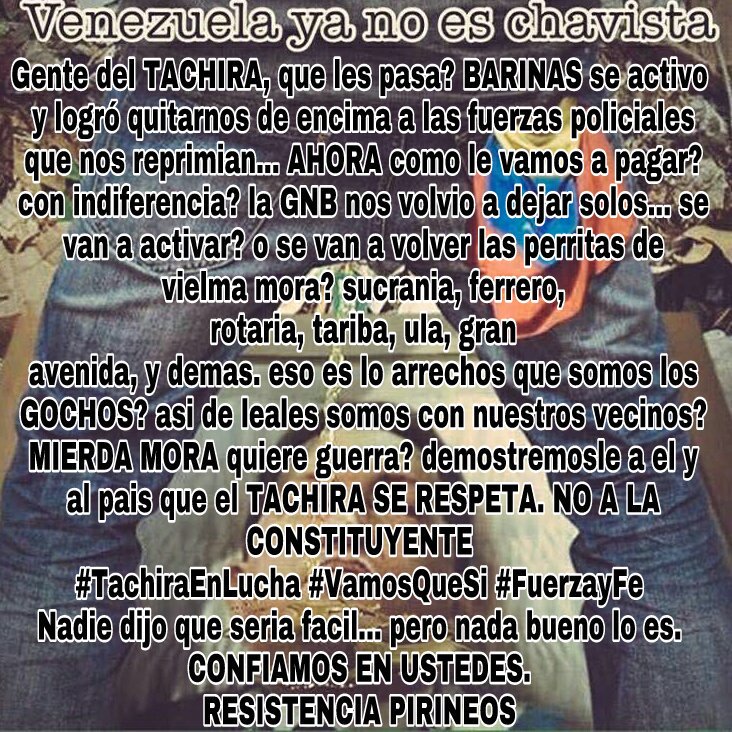 Venezuela ya no es chavista
Gente del TACHIRA, que les pasa? BARINAS se activo
y logró quitarnos de encima a las fuerzas policiales
que nos reprimian... AHORA como le vamos a pagar?
con indiferencia? la GNB nos volvio a dejar solos... se
van a activar? o se van a volver las perritas de
vielma mora? sucrania, ferrero,
rotaria, tariba, ula, gran
avenida, y demas. eso es lo arrechos que somos los
GOCHOS? asi de leales somos con nuestros vecinos?
MIERDA MORA quiere guerra? demostremosle a el y
al pais que el TACHIRA SE RESPETA. NO A LA
CONSTITUYENTE
#TachiraEnLucha #VamosQueSi #FuerzayFe
Nadie dijo que seria facil... pero nada bueno lo es.
CONFIAMOS EN USTEDES.
RESISTENCIA PIRINEOS